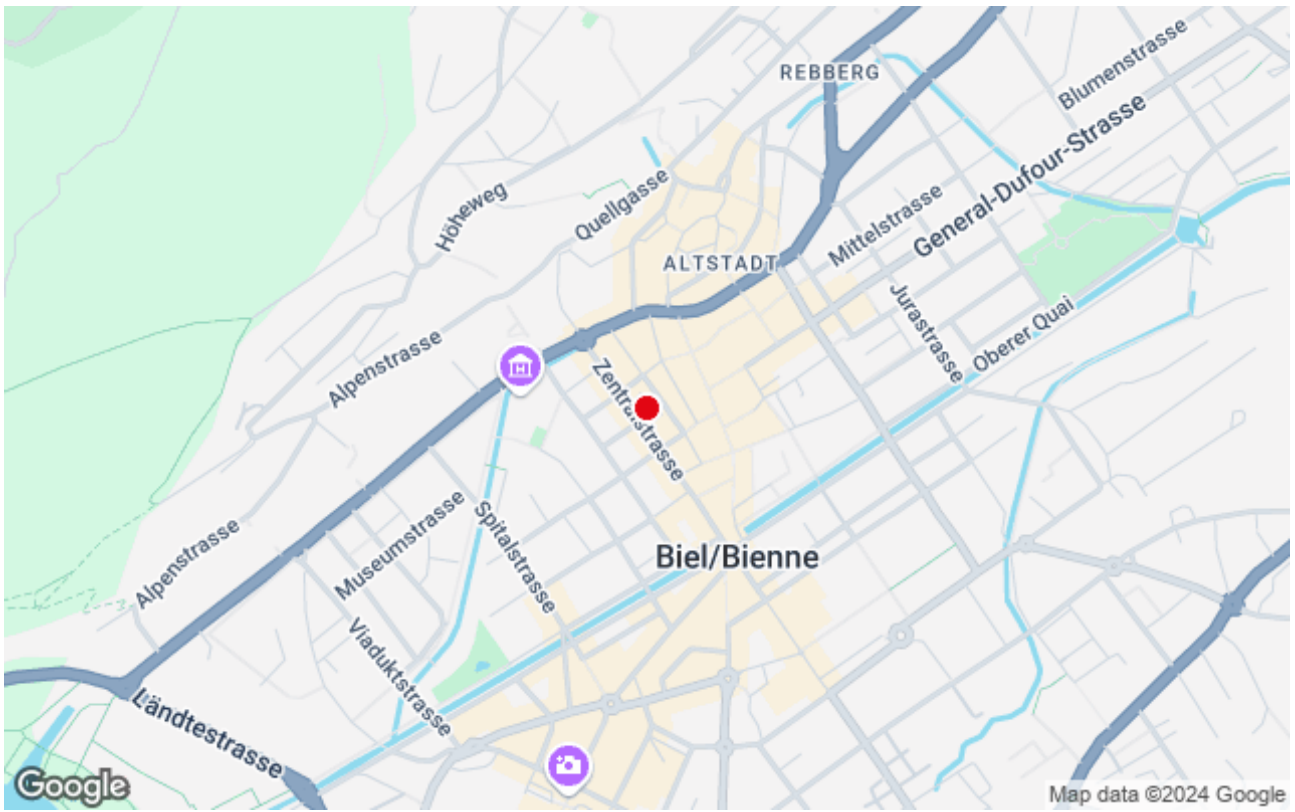 REBBERG
Blumenstrasse
General-Dufour-Strasse
Höheweg
Quellgasse
Mittelstrasse
ALTSTADT
Jurastrasse
Oberer Quai
Alpenstrasse
Zentralstrasse
Museumstrasse
Spitalstrasse
Biel/Bienne
Alpenstrasse
Viaduktstrasse
Ländtestrasse
Google
Map data ©2024 Google